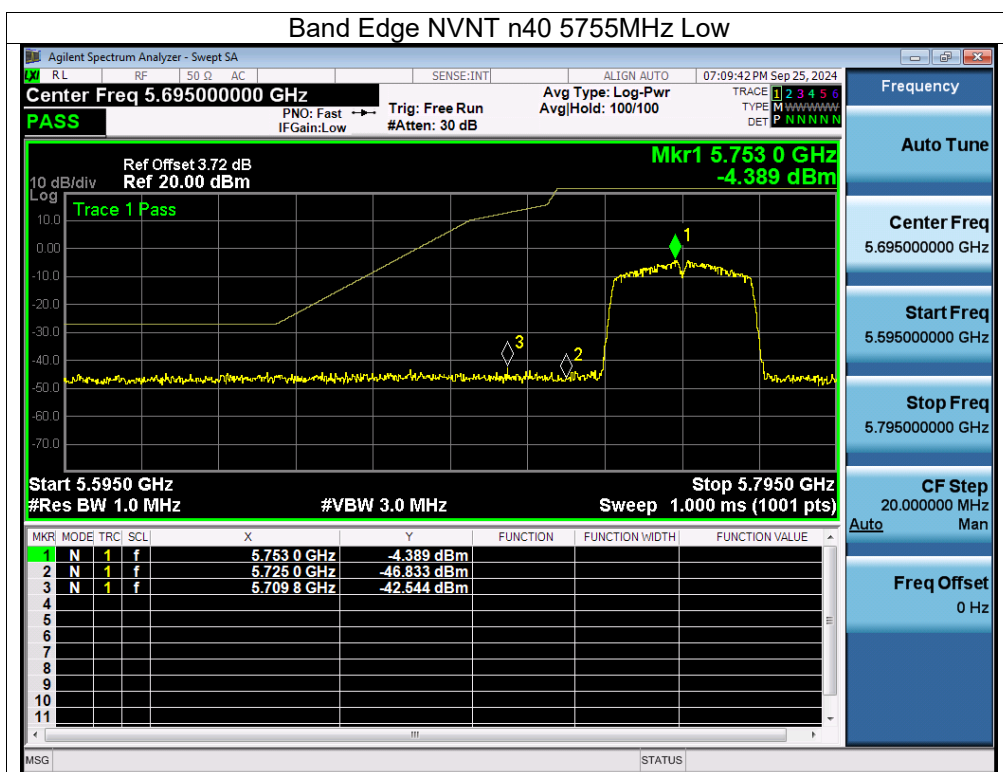 Band Edge NVNT n40 5755MHz Low
Agilent Spectrum Analyzer - Swept SA
LXI RL RF 50 Ω AC SENSE:INT ALIGN AUTO 07:09:42 PM Sep 25, 2024
Center Freq 5.695000000 GHz
PASS
PNO: Fast
IFGain:Low
Trig: Free Run
#Atten: 30 dB
Avg Type: Log-Pwr
Avg|Hold: 100/100
TRACE 1 2 3 4 5 6
TYPE M WWWWW
DET P N N N N N
Ref Offset 3.72 dB
Ref 20.00 dBm
10 dB/div
Log
Mkr1 5.753 0 GHz
-4.389 dBm
Trace 1 Pass
10.0
0.00
-10.0
-20.0
-30.0
-40.0
-50.0
-60.0
-70.0
1
3
2
Start 5.5950 GHz
Stop 5.7950 GHz
#Res BW 1.0 MHz
#VBW 3.0 MHz
Sweep 1.000 ms (1001 pts)
MKR MODE TRC SCL X Y FUNCTION FUNCTION WIDTH FUNCTION VALUE
1 N 1 f 5.753 0 GHz -4.389 dBm
2 N 1 f 5.725 0 GHz -46.833 dBm
3 N 1 f 5.709 8 GHz -42.544 dBm
4
5
6
7
8
9
10
11
MSG
STATUS
Frequency
Auto Tune
Center Freq
5.695000000 GHz
Start Freq
5.595000000 GHz
Stop Freq
5.795000000 GHz
CF Step
20.000000 MHz
Auto Man
Freq Offset
0 Hz